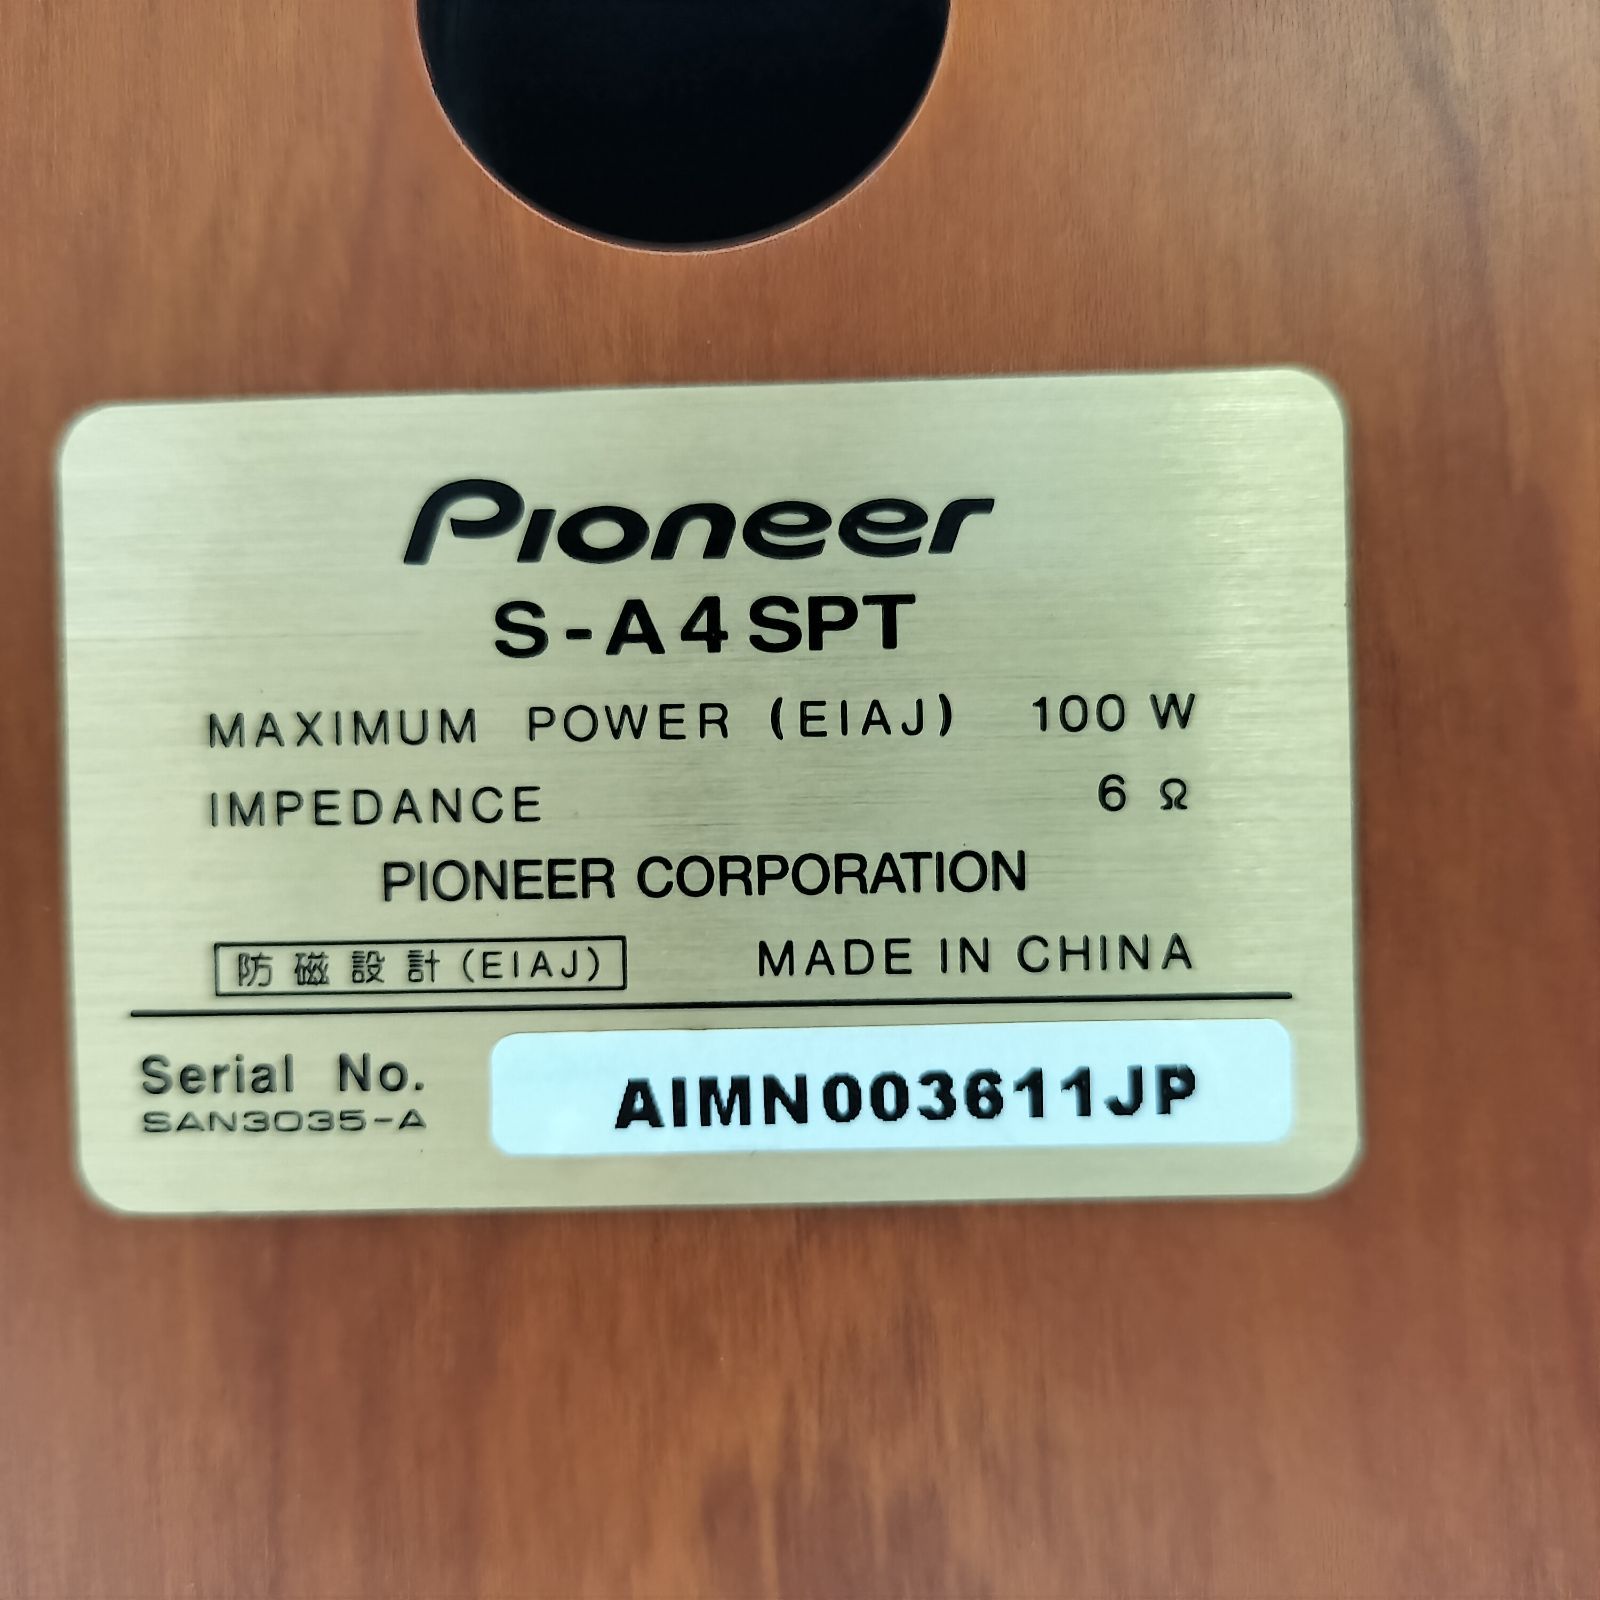 Pioneer
S-A4SPT
MAXIMUM POWER (EIAJ) 100 W
IMPEDANCE 6 Ω
PIONEER CORPORATION
防磁設計(EIAJ) MADE IN CHINA
Serial No. AIMN003611JP
SAN3035-A